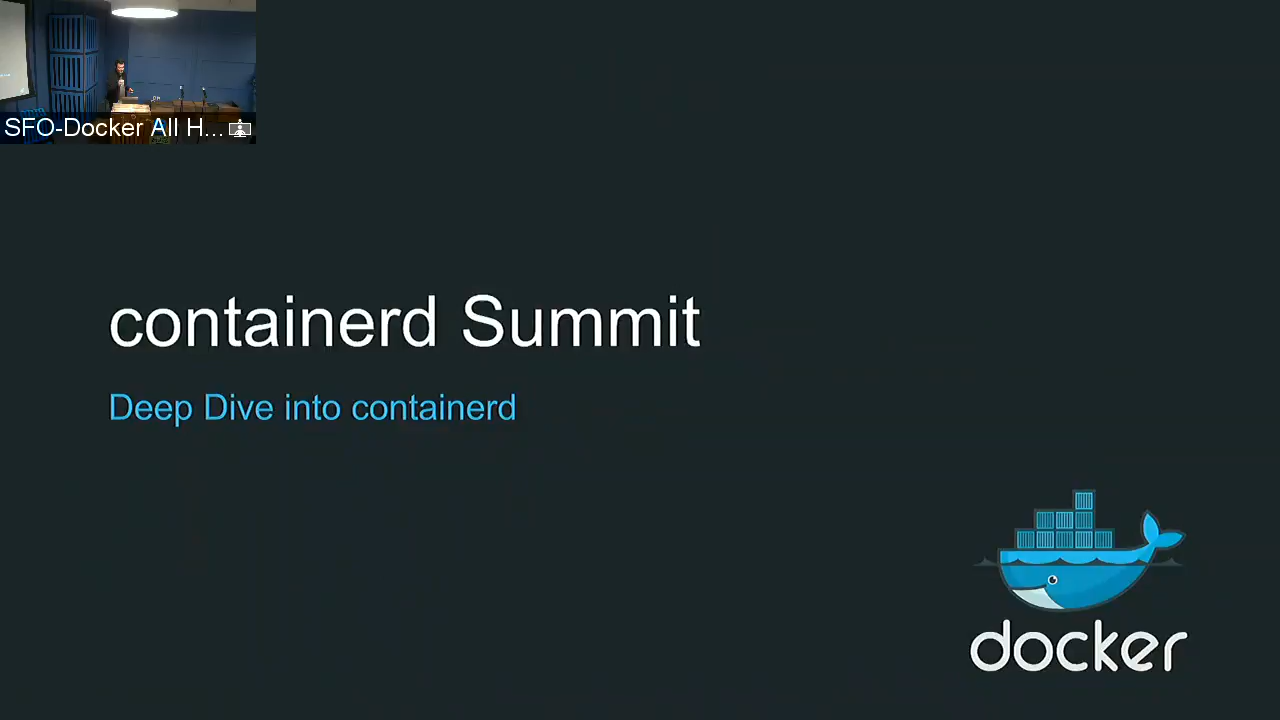 SFO-Docker All H...
containerd Summit
Deep Dive into containerd
docker